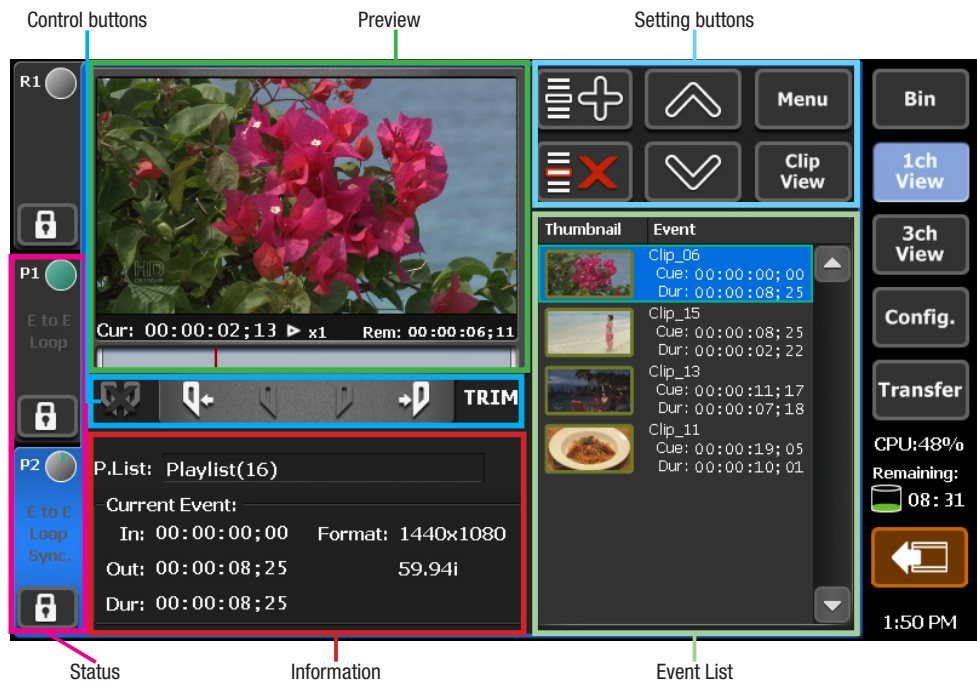 Control buttons
Preview
Setting buttons
R1
P1
E to E
Loop
P2
E to E
Loop
Sync.
HD
Cur: 00:00:02;13 x1 Rem: 00:00:06;11
TRIM
P.List: Playlist(16)
Current Event:
In: 00:00:00;00 Format: 1440x1080
Out: 00:00:08;25 59.94i
Dur: 00:00:08;25
Menu
Clip
View
Thumbnail Event
Clip_06
Cue: 00:00:00;00
Dur: 00:00:08;25
Clip_15
Cue: 00:00:08;25
Dur: 00:00:02;22
Clip_13
Cue: 00:00:11;17
Dur: 00:00:07;18
Clip_11
Cue: 00:00:19;05
Dur: 00:00:10;01
Bin
1ch
View
3ch
View
Config.
Transfer
CPU:48%
Remaining:
08:31
1:50 PM
Status
Information
Event List